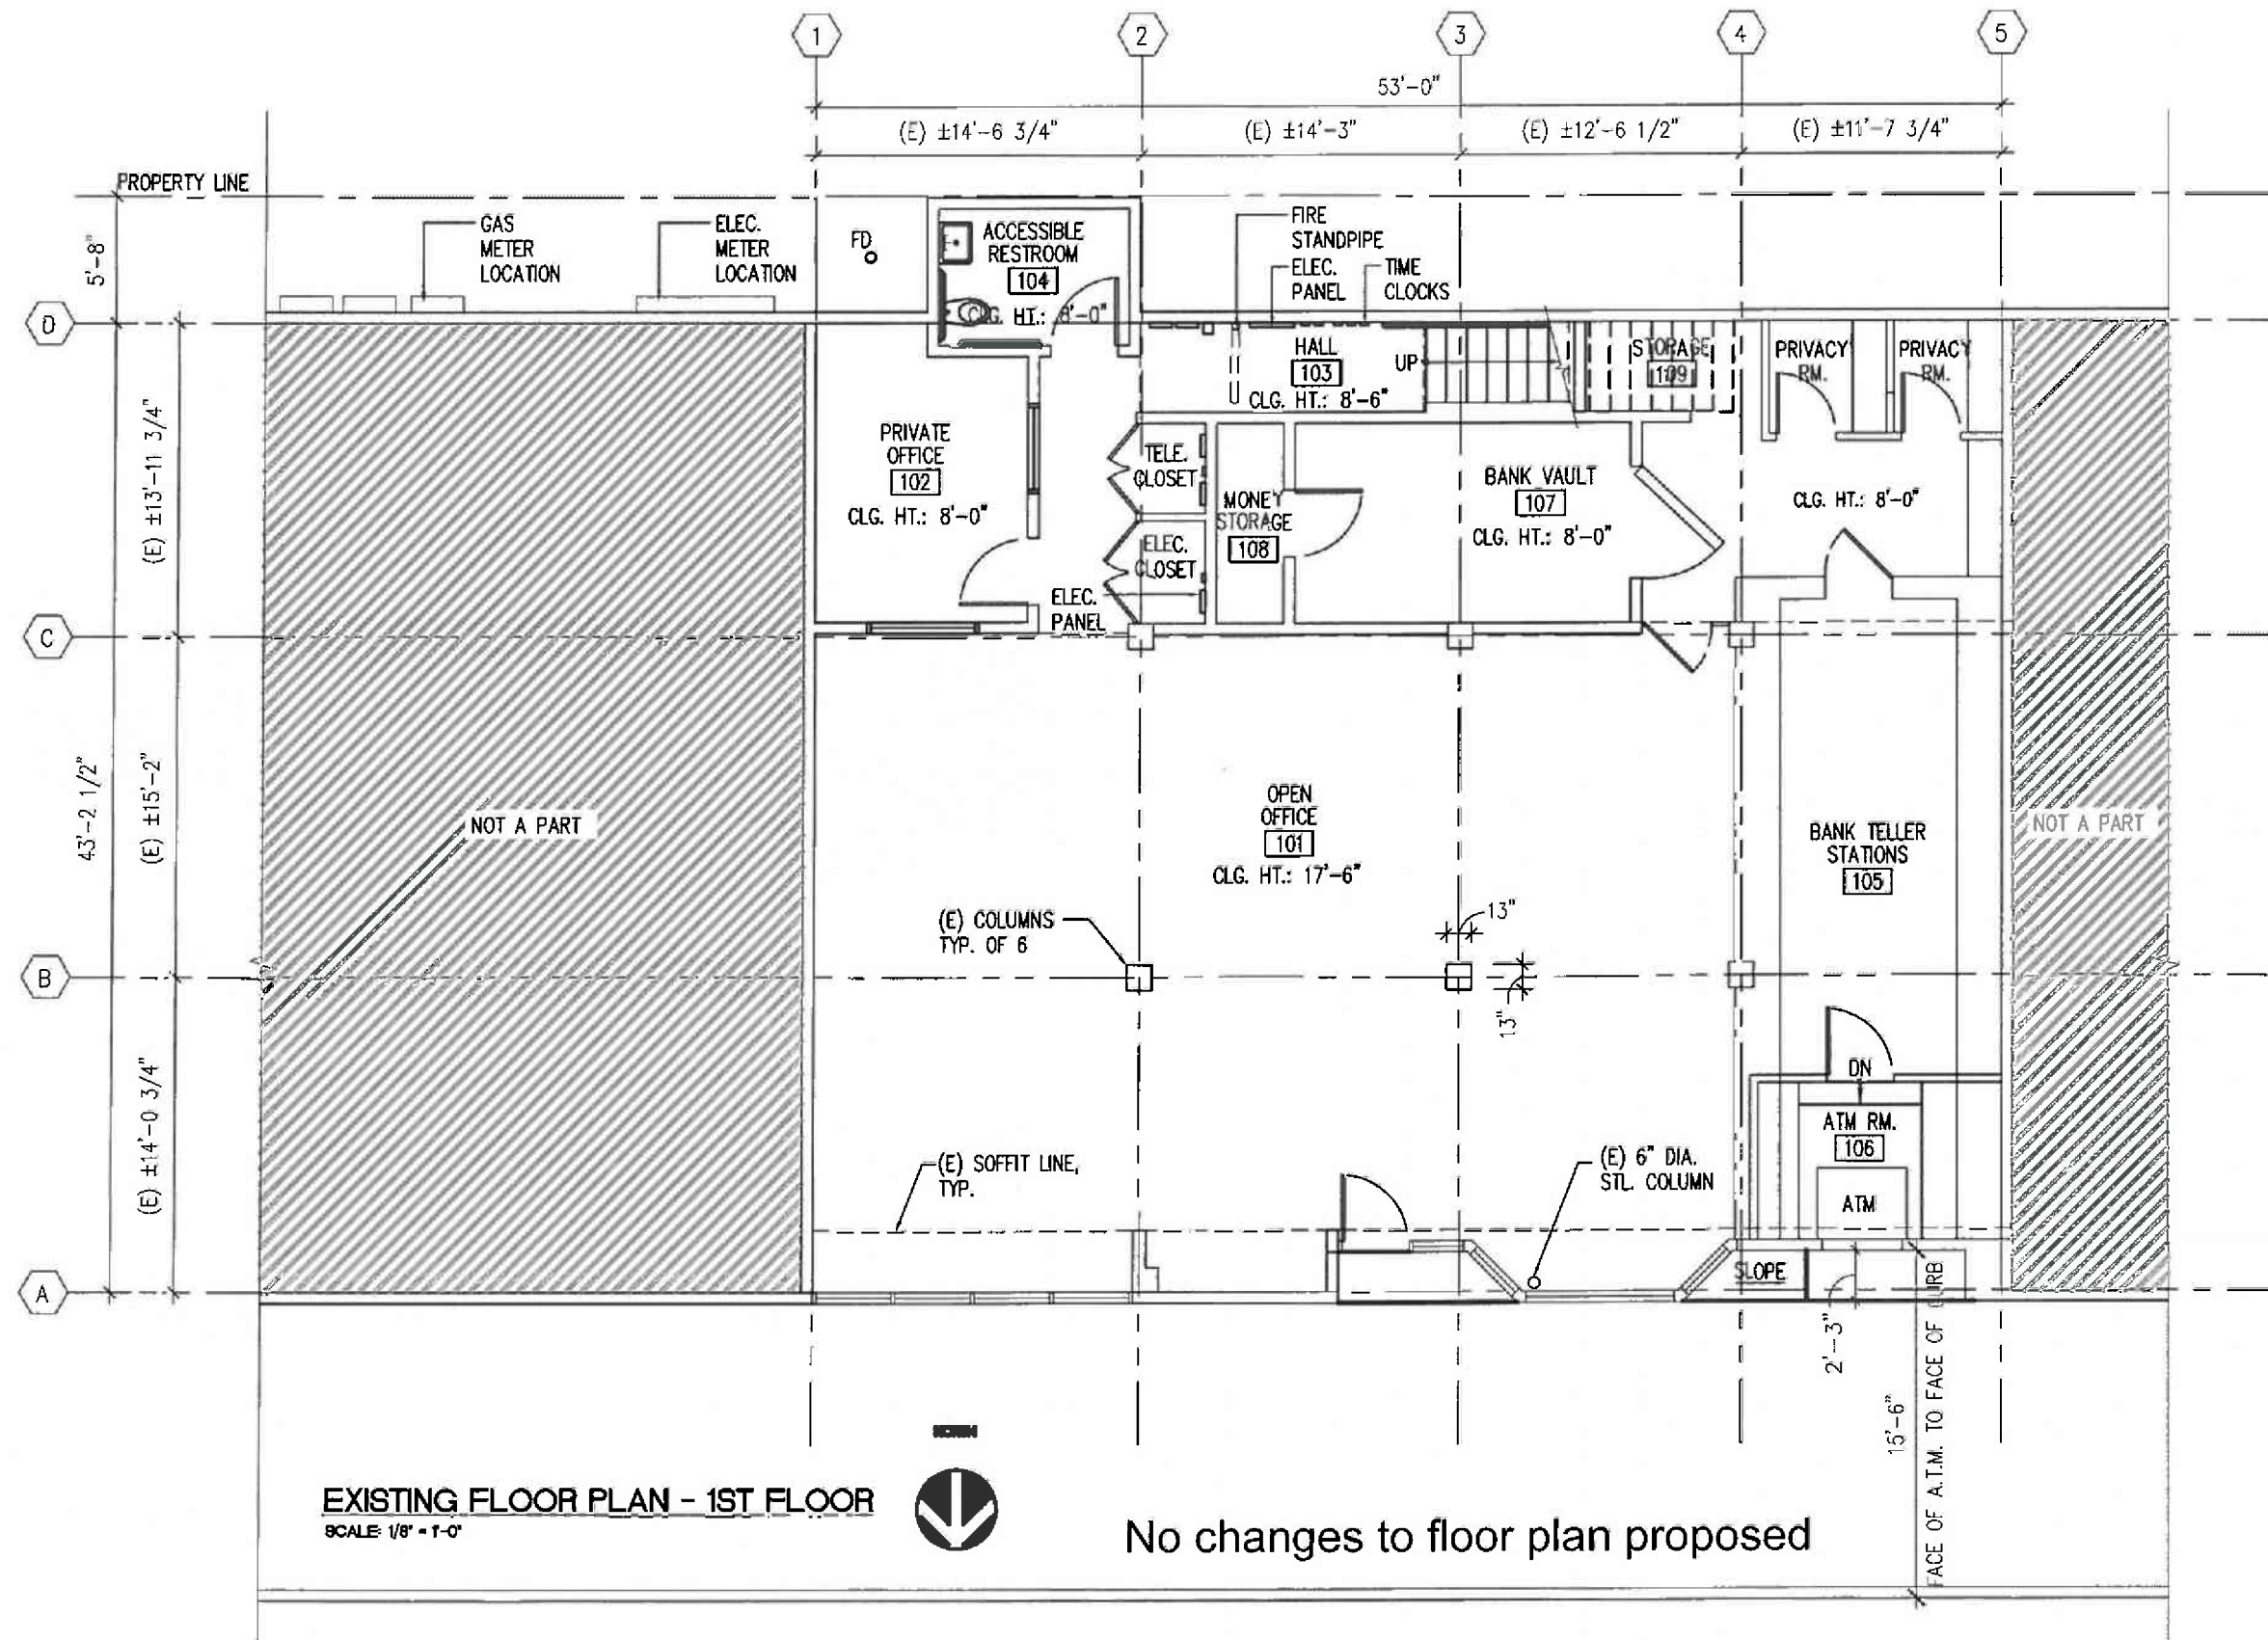 1
2
3
4
5
53'-0"
(E) ±14'-6 3/4"
(E) ±14'-3"
(E) ±12'-6 1/2"
(E) ±11'-7 3/4"
PROPERTY LINE
5'-8"
GAS
METER
LOCATION
ELEC.
METER
LOCATION
FD
ACCESSIBLE
RESTROOM
104
CLG. HT.: 8'-0"
FIRE
STANDPIPE
ELEC.
PANEL
TIME
CLOCKS
D
HALL
103
CLG. HT.: 8'-6"
UP
STORAGE
109
PRIVACY
RM.
PRIVACY
RM.
(E) ±13'-11 3/4"
PRIVATE
OFFICE
102
CLG. HT.: 8'-0"
TELE.
CLOSET
MONEY
STORAGE
108
BANK VAULT
107
CLG. HT.: 8'-0"
CLG. HT.: 8'-0"
ELEC.
CLOSET
ELEC.
PANEL
C
43'-2 1/2"
(E) ±15'-2"
NOT A PART
OPEN
OFFICE
101
CLG. HT.: 17'-6"
BANK TELLER
STATIONS
105
NOT A PART
(E) COLUMNS
TYP. OF 6
13"
13"
B
(E) ±14'-0 3/4"
DN
ATM RM.
106
ATM
(E) SOFFIT LINE,
TYP.
(E) 6" DIA.
STL. COLUMN
A
SLOPE
2'-3"
15'-6"
FACE OF A.T.M. TO FACE OF CURB
NORTH
EXISTING FLOOR PLAN - 1ST FLOOR
SCALE: 1/8" = 1'-0"
No changes to floor plan proposed